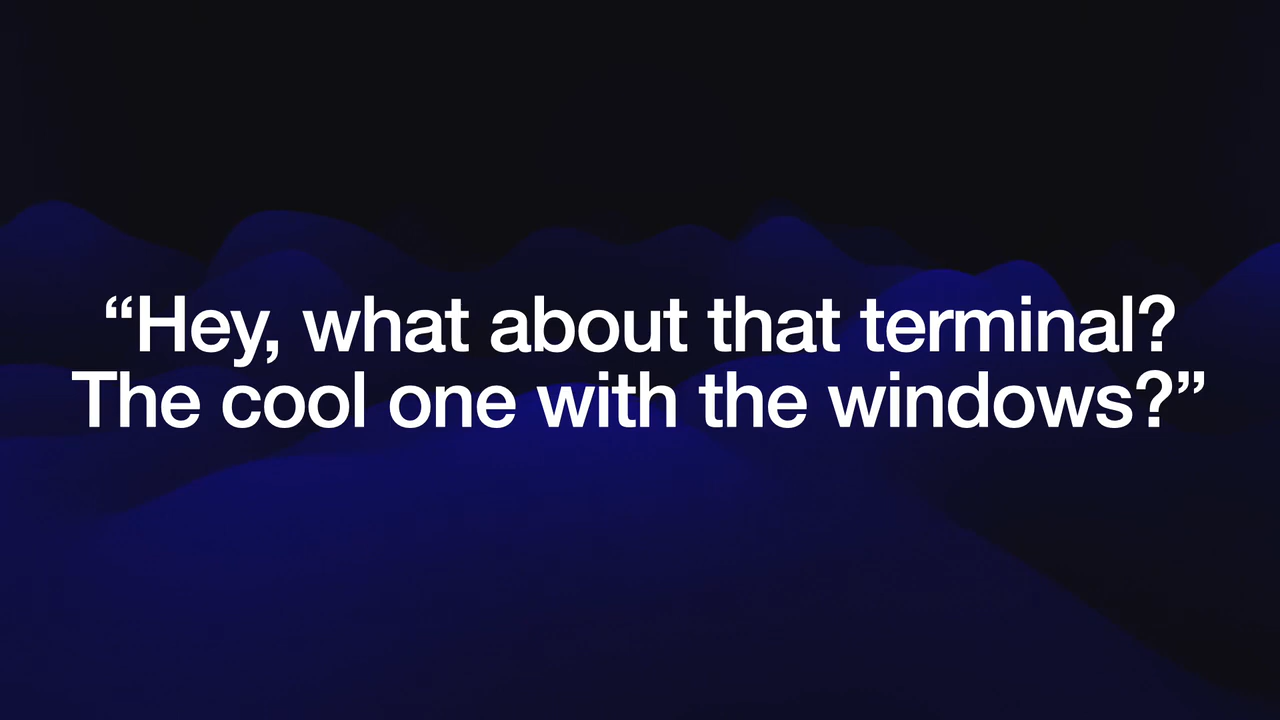 “Hey, what about that terminal?
The cool one with the windows?”